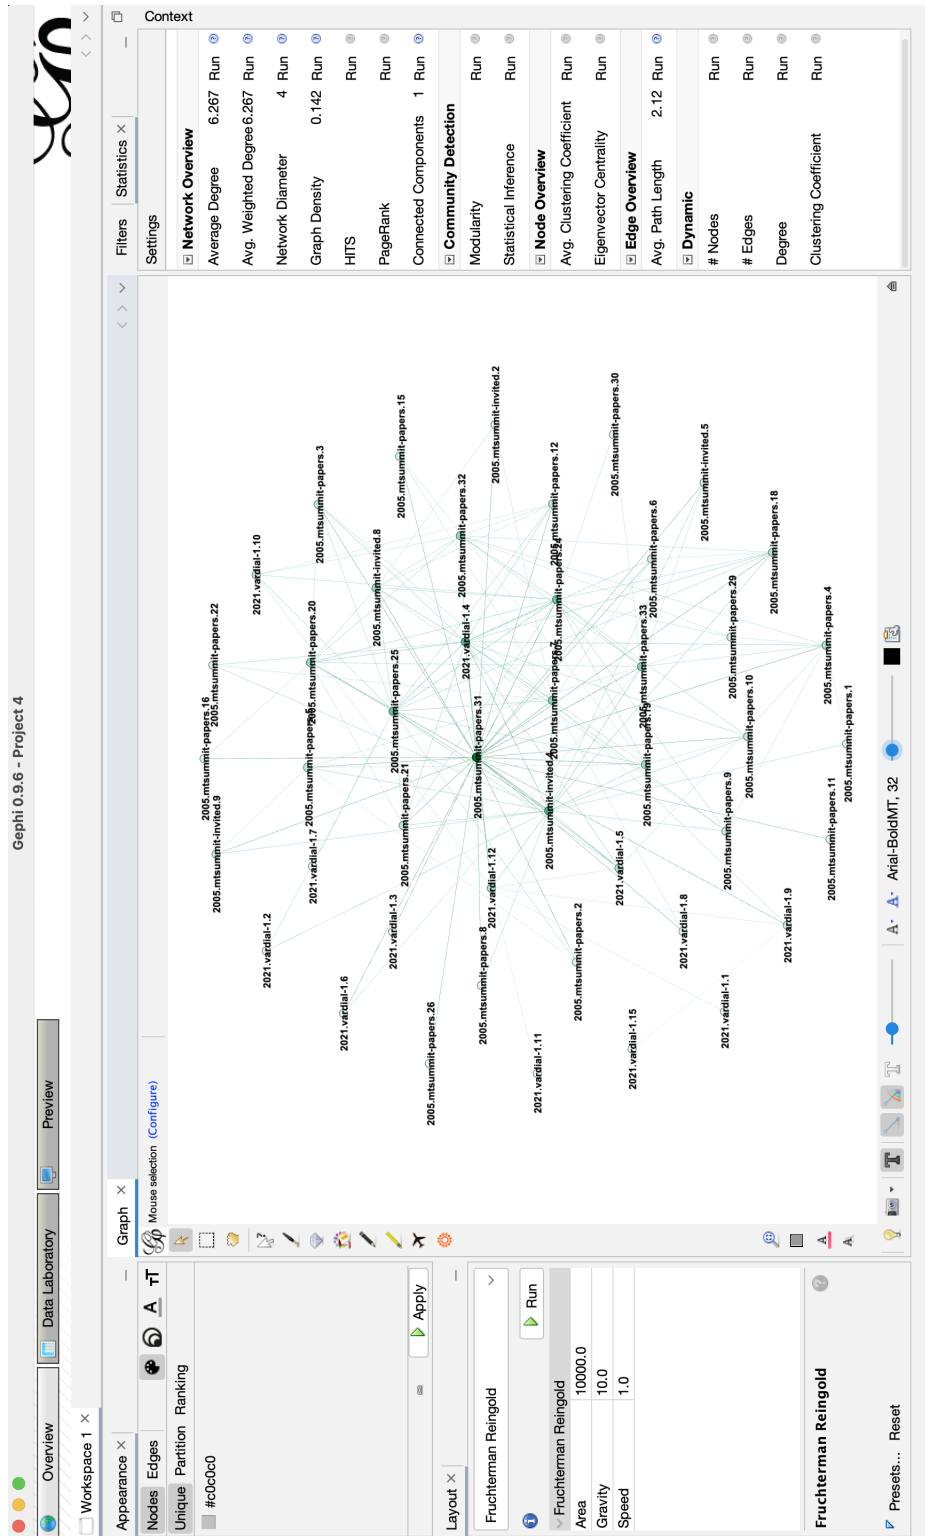 Gephi 0.9.6 - Project 4
Overview
Data Laboratory
Preview
Workspace 1 ×
Appearance ×
Nodes Edges
Unique Partition Ranking
#c0c0c0
Apply
Layout ×
Fruchterman Reingold
Run
Fruchterman Reingold
Area 10000.0
Gravity 10.0
Speed 1.0
Fruchterman Reingold
Presets... Reset
Graph ×
Mouse selection (Configure)
2005.mtsummit-papers.16
2005.mtsummit-papers.22
2005.mtsummit-invited.9
2021.vardial-1.10
2021.vardial-1.2
2021.vardial-1.7
2005.mtsummit-papers.20
2005.mtsummit-papers.3
2021.vardial-1.6
2005.mtsummit-invited.8
2021.vardial-1.3
2005.mtsummit-papers.25
2005.mtsummit-papers.15
2005.mtsummit-papers.21
2005.mtsummit-papers.26
2005.mtsummit-papers.32
2021.vardial-1.4
2005.mtsummit-papers.31
2005.mtsummit-papers.8
2021.vardial-1.12
2005.mtsummit-invited.2
2021.vardial-1.11
2005.mtsummit-invited.4
2005.mtsummit-papers.12
2005.mtsummit-papers.24
2005.mtsummit-papers.2
2005.mtsummit-papers.30
2021.vardial-1.5
2021.vardial-1.15
2005.mtsummit-papers.33
2005.mtsummit-papers.6
2021.vardial-1.8
2005.mtsummit-invited.5
2021.vardial-1.1
2005.mtsummit-papers.9
2005.mtsummit-papers.29
2005.mtsummit-papers.10
2005.mtsummit-papers.18
2021.vardial-1.9
2005.mtsummit-papers.11
2005.mtsummit-papers.4
2005.mtsummit-papers.1
Arial-BoldMT, 32
Context
Filters
Statistics ×
Settings
Network Overview
Average Degree 6.267 Run
Avg. Weighted Degree 6.267 Run
Network Diameter 4 Run
Graph Density 0.142 Run
HITS Run
PageRank Run
Connected Components 1 Run
Community Detection
Modularity Run
Statistical Inference Run
Node Overview
Avg. Clustering Coefficient Run
Eigenvector Centrality Run
Edge Overview
Avg. Path Length 2.12 Run
Dynamic
# Nodes Run
# Edges Run
Degree Run
Clustering Coefficient Run